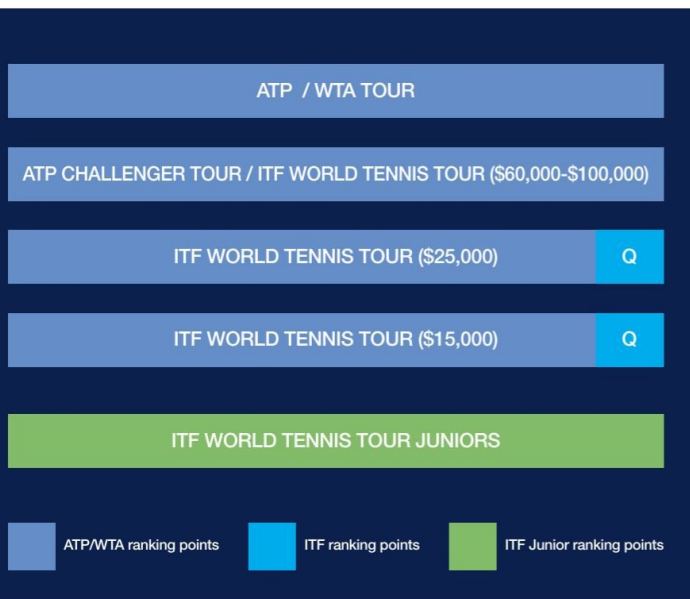 ATP / WTA TOUR
ATP CHALLENGER TOUR / ITF WORLD TENNIS TOUR ($60,000-$100,000)
ITF WORLD TENNIS TOUR ($25,000) Q
ITF WORLD TENNIS TOUR ($15,000) Q
ITF WORLD TENNIS TOUR JUNIORS
ATP/WTA ranking points ITF ranking points ITF Junior ranking points